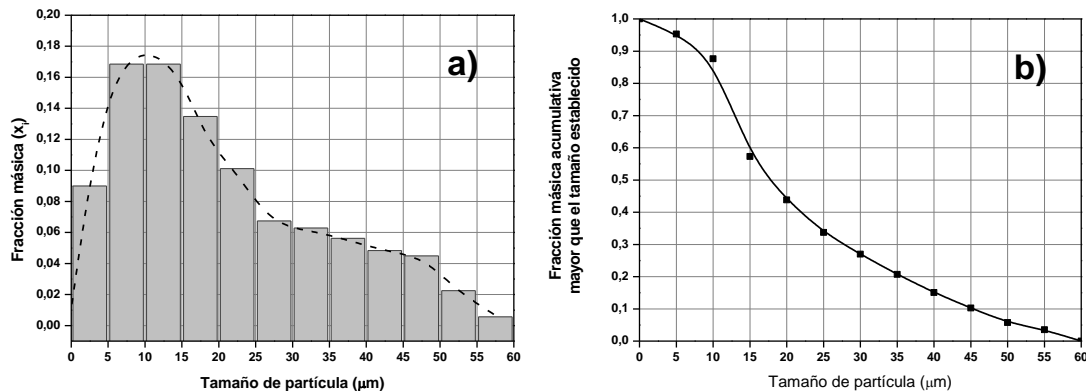 0,20
0,18
0,16
0,14
0,12
0,10
0,08
0,06
0,04
0,02
0,00
Fracción másica (xi)
a)
0 5 10 15 20 25 30 35 40 45 50 55 60
Tamaño de partícula (µm)
1,0
0,9
0,8
0,7
0,6
0,5
0,4
0,3
0,2
0,1
0,0
Fracción másica acumulativa
mayor que el tamaño establecido
b)
0 5 10 15 20 25 30 35 40 45 50 55 60
Tamaño de partícula (µm)